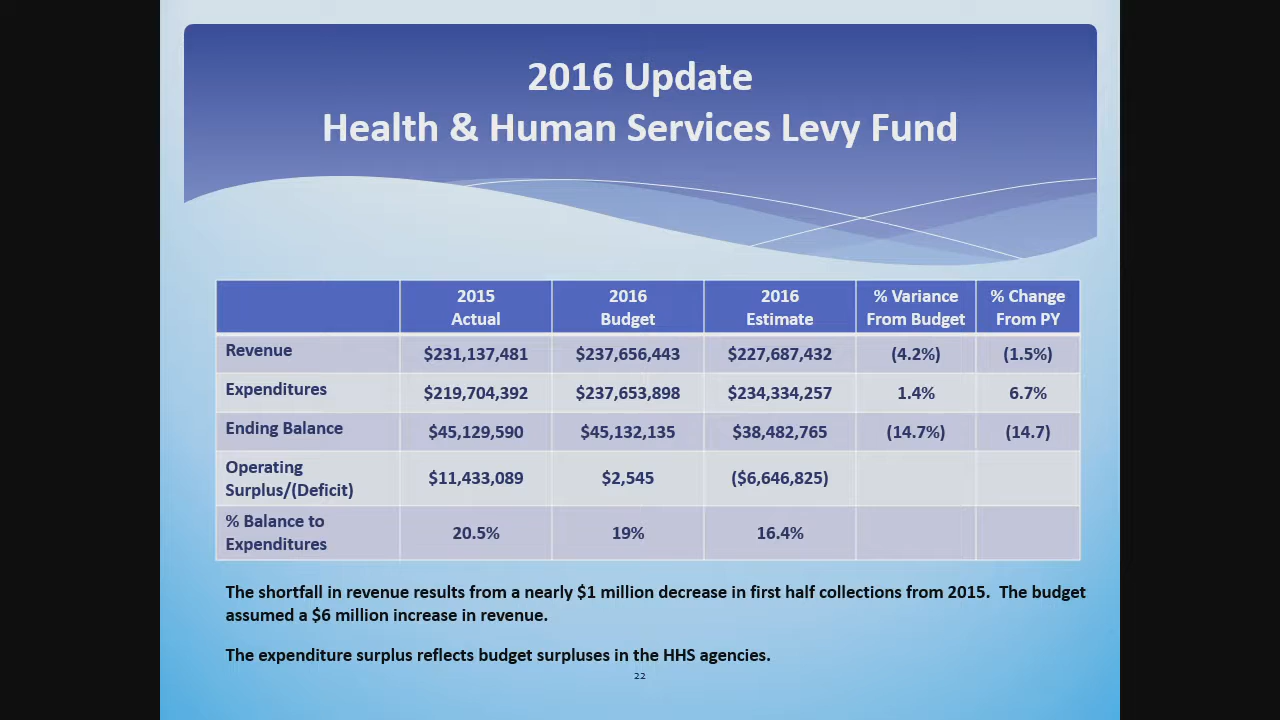 2016 Update
Health & Human Services Levy Fund
2015 Actual 2016 Budget 2016 Estimate % Variance From Budget % Change From PY
Revenue $231,137,481 $237,656,443 $227,687,432 (4.2%) (1.5%)
Expenditures $219,704,392 $237,653,898 $234,334,257 1.4% 6.7%
Ending Balance $45,129,590 $45,132,135 $38,482,765 (14.7%) (14.7)
Operating Surplus/(Deficit) $11,433,089 $2,545 ($6,646,825)
% Balance to Expenditures 20.5% 19% 16.4%
The shortfall in revenue results from a nearly $1 million decrease in first half collections from 2015. The budget
assumed a $6 million increase in revenue.
The expenditure surplus reflects budget surpluses in the HHS agencies.
22